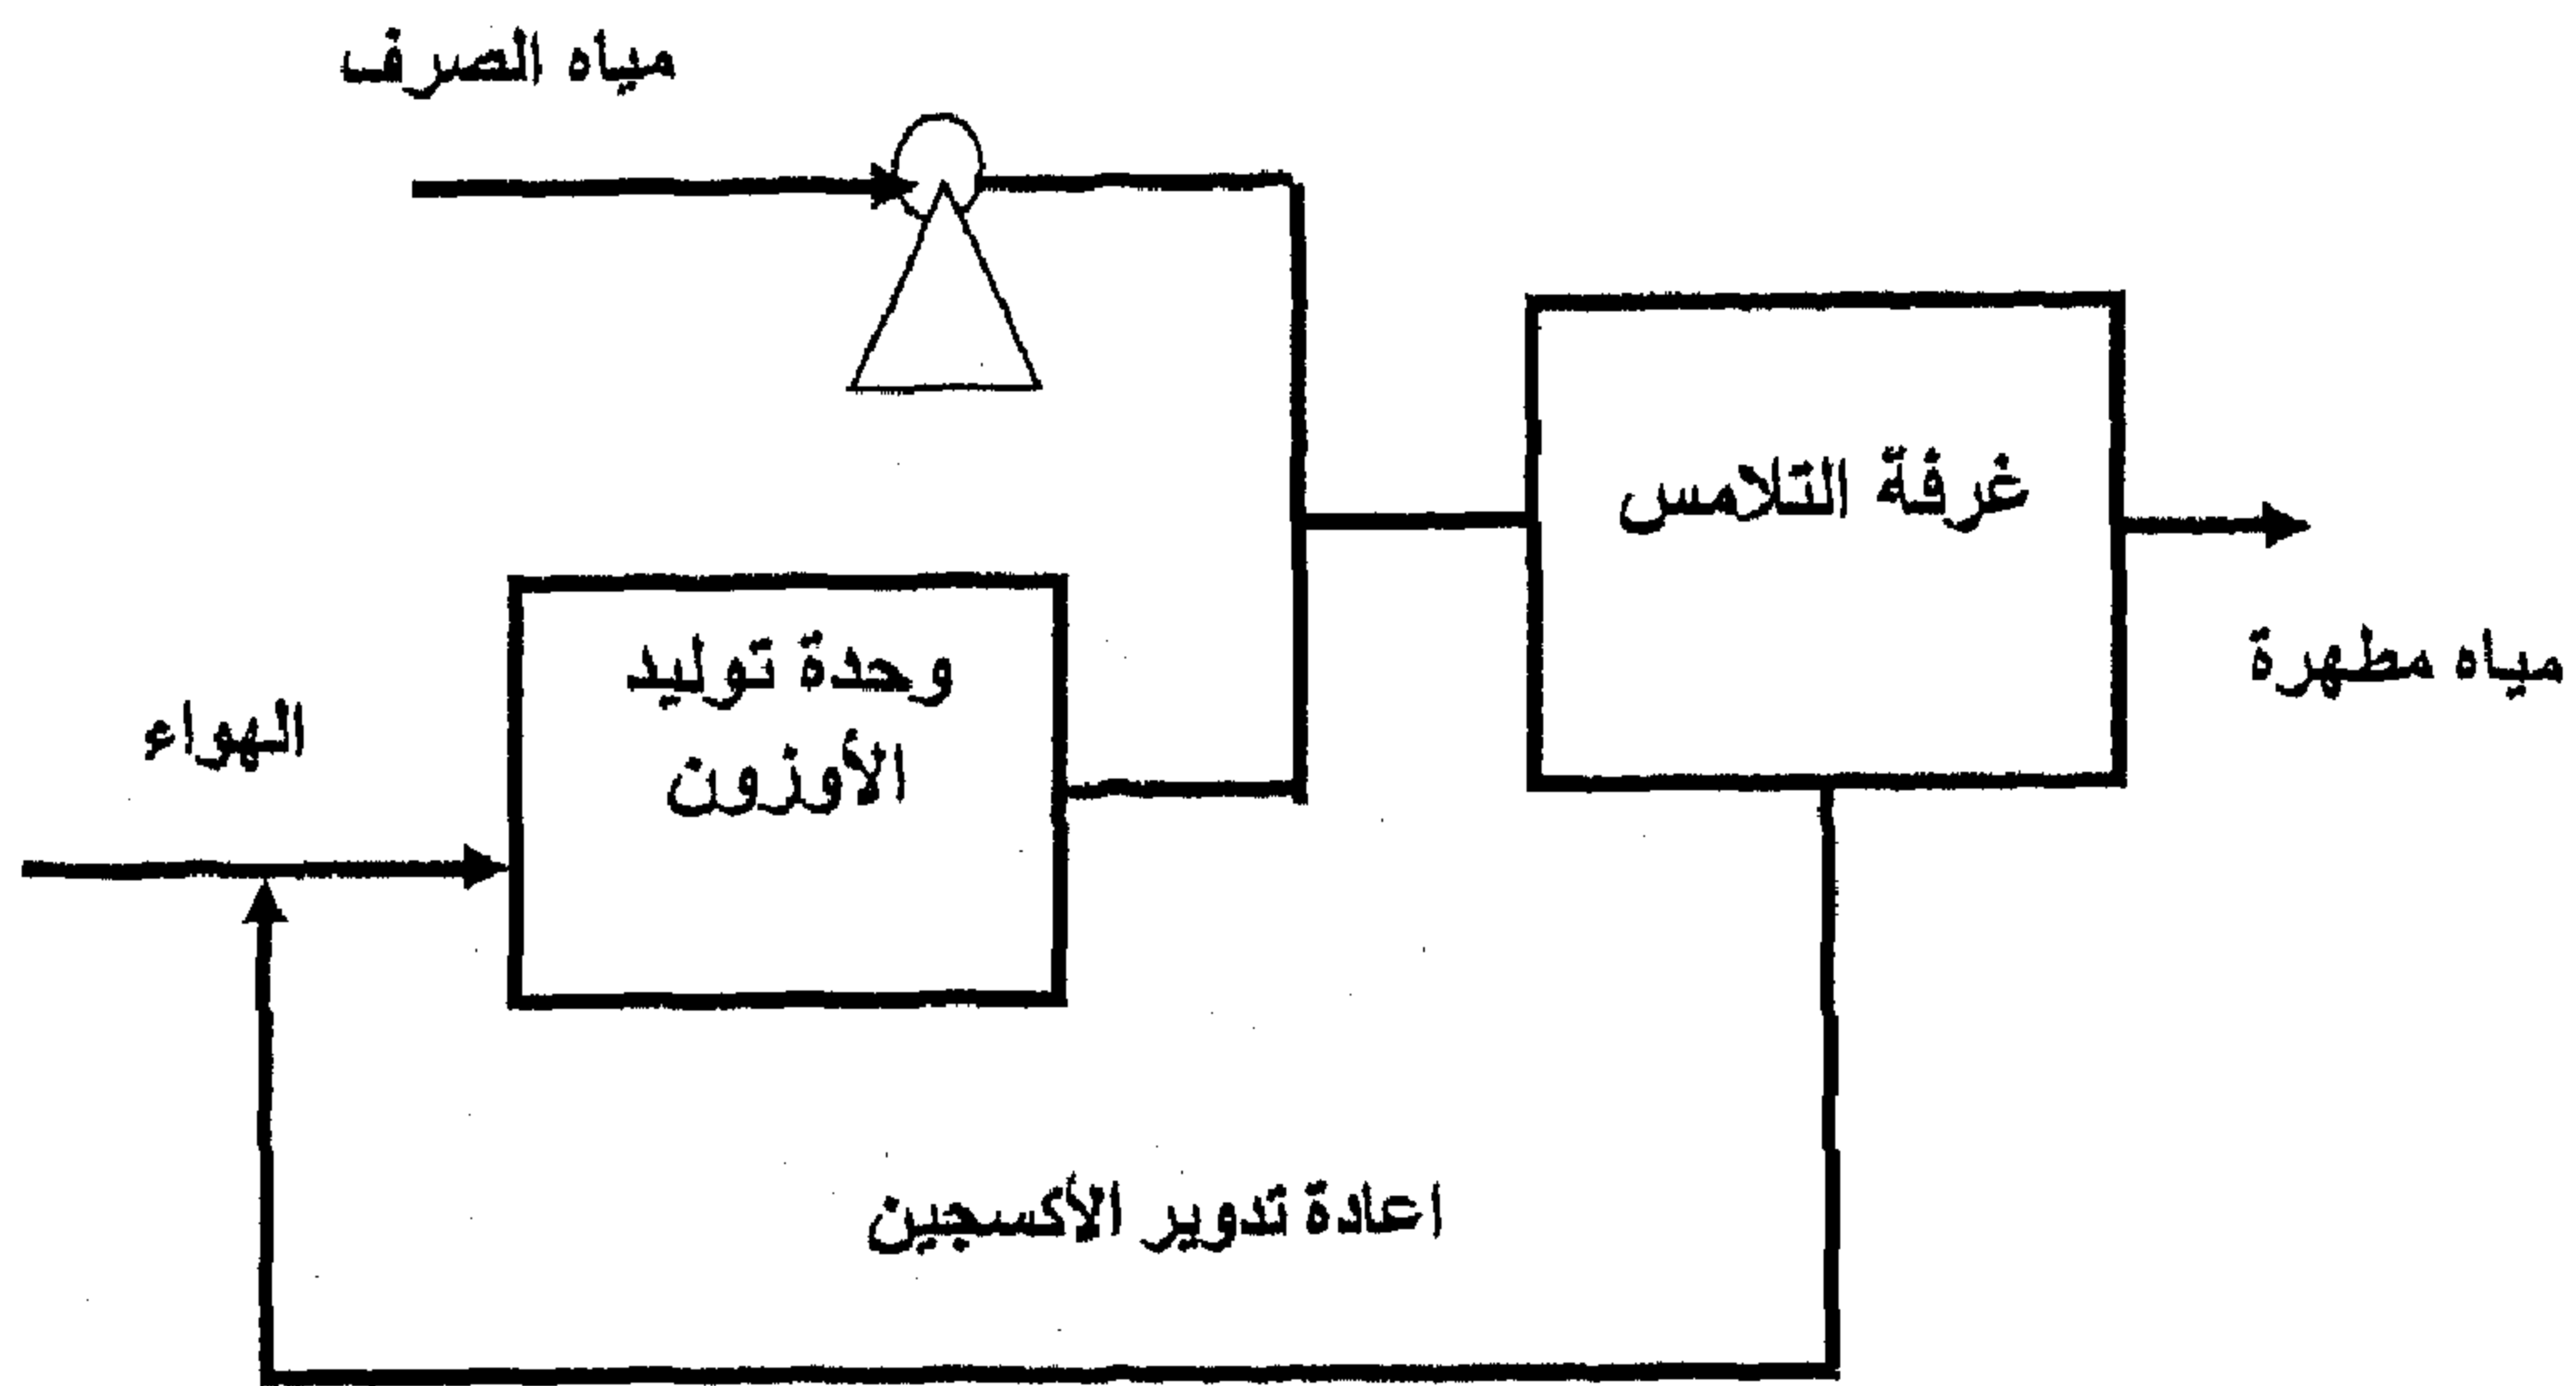 مياه الصرف
غرفة التلامس
مياه مطهرة
وحدة توليد
الأوزون
الهواء
اعادة تدوير الأكسجين